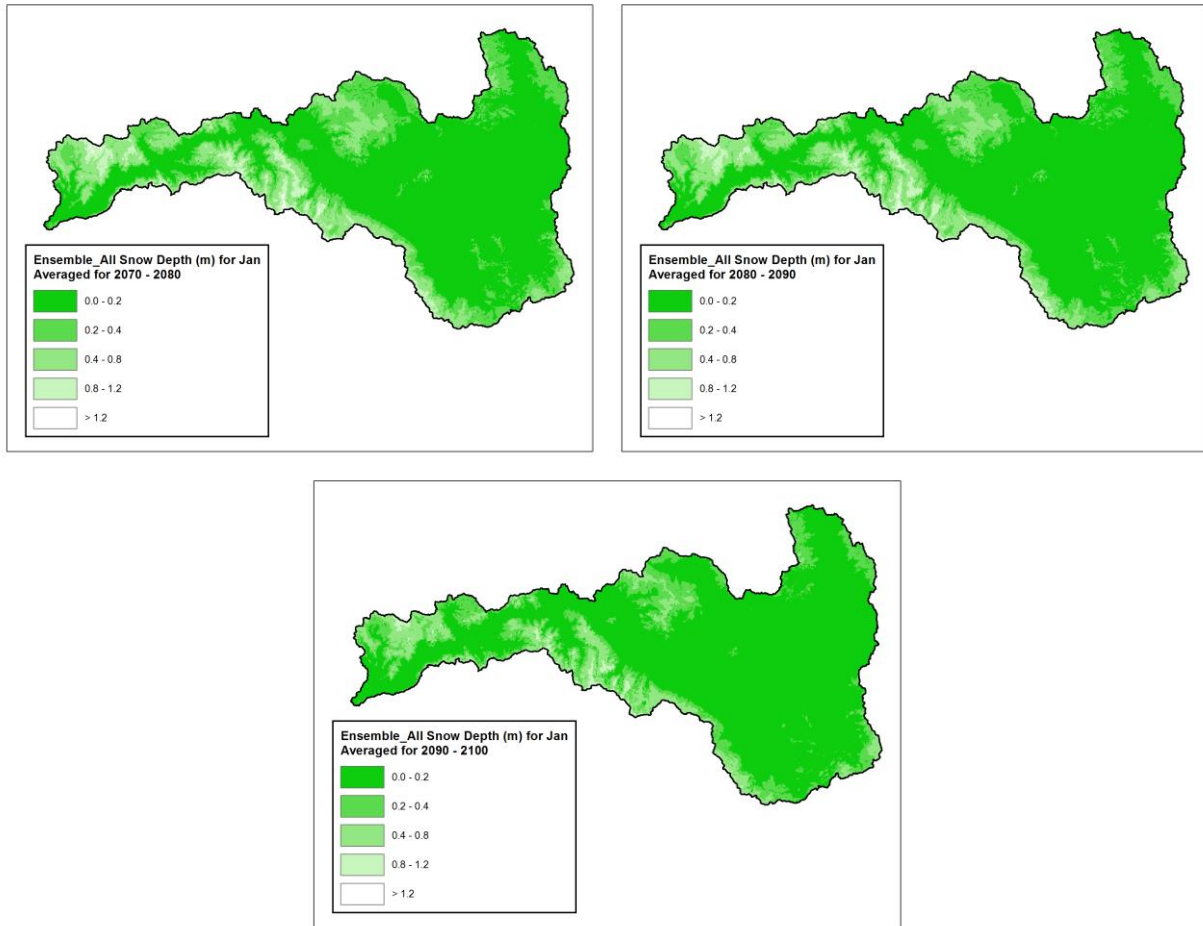 Ensemble_All Snow Depth (m) for Jan
Averaged for 2070 - 2080
0.0 - 0.2
0.2 - 0.4
0.4 - 0.8
0.8 - 1.2
> 1.2
Ensemble_All Snow Depth (m) for Jan
Averaged for 2080 - 2090
0.0 - 0.2
0.2 - 0.4
0.4 - 0.8
0.8 - 1.2
> 1.2
Ensemble_All Snow Depth (m) for Jan
Averaged for 2090 - 2100
0.0 - 0.2
0.2 - 0.4
0.4 - 0.8
0.8 - 1.2
> 1.2